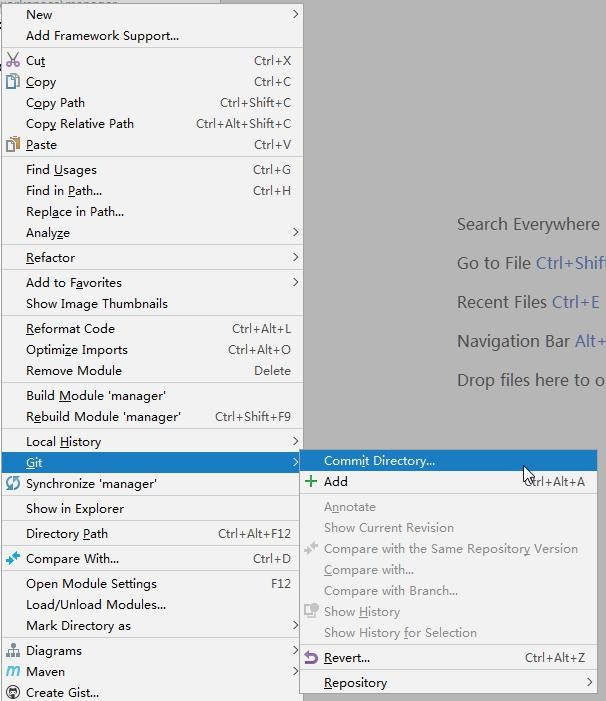 New
Add Framework Support...
Cut Ctrl+X
Copy Ctrl+C
Copy Path Ctrl+Shift+C
Copy Relative Path Ctrl+Alt+Shift+C
Paste Ctrl+V
Find Usages Ctrl+G
Find in Path... Ctrl+H
Replace in Path...
Analyze
Refactor
Add to Favorites
Show Image Thumbnails
Reformat Code Ctrl+Alt+L
Optimize Imports Ctrl+Alt+O
Remove Module Delete
Build Module 'manager'
Rebuild Module 'manager' Ctrl+Shift+F9
Local History
Git
Synchronize 'manager'
Show in Explorer
Directory Path Ctrl+Alt+F12
Compare With... Ctrl+D
Open Module Settings F12
Load/Unload Modules...
Mark Directory as
Diagrams
Maven
Create Gist...
Search Everywhere
Go to File Ctrl+Shift
Recent Files Ctrl+E
Navigation Bar Alt+
Drop files here to o
Commit Directory...
Add Ctrl+Alt+A
Annotate
Show Current Revision
Compare with the Same Repository Version
Compare with...
Compare with Branch...
Show History
Show History for Selection
Revert... Ctrl+Alt+Z
Repository